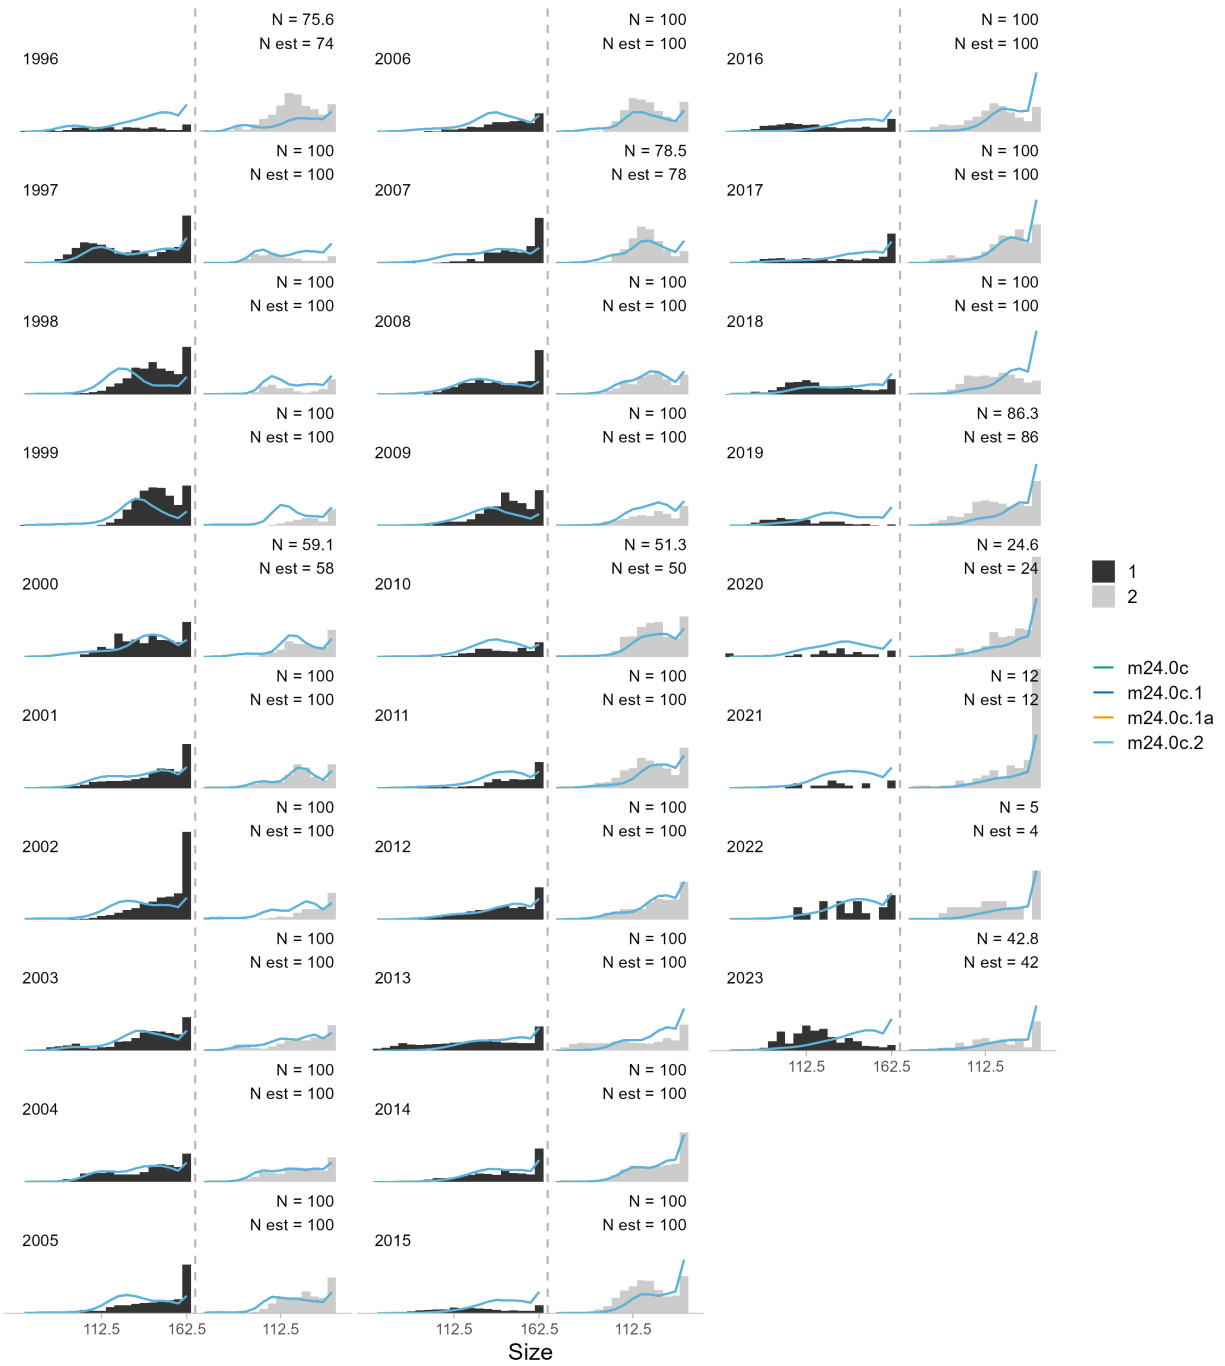 N = 75.6
N est = 74
1996
N = 100
N est = 100
1997
N = 100
N est = 100
1998
N = 100
N est = 100
1999
N = 59.1
N est = 58
2000
N = 100
N est = 100
2001
N = 100
N est = 100
2002
N = 100
N est = 100
2003
N = 100
N est = 100
2004
N = 100
N est = 100
2005
112.5 162.5 112.5
N = 100
N est = 100
2006
N = 78.5
N est = 78
2007
N = 100
N est = 100
2008
N = 100
N est = 100
2009
N = 51.3
N est = 50
2010
N = 100
N est = 100
2011
N = 100
N est = 100
2012
N = 100
N est = 100
2013
N = 100
N est = 100
2014
N = 100
N est = 100
2015
112.5 162.5 112.5
N = 100
N est = 100
2016
N = 100
N est = 100
2017
N = 100
N est = 100
2018
N = 86.3
N est = 86
2019
N = 24.6
N est = 24
2020
N = 12
N est = 12
2021
N = 5
N est = 4
2022
N = 42.8
N est = 42
2023
112.5 162.5 112.5
Size
1
2
m24.0c
m24.0c.1
m24.0c.1a
m24.0c.2